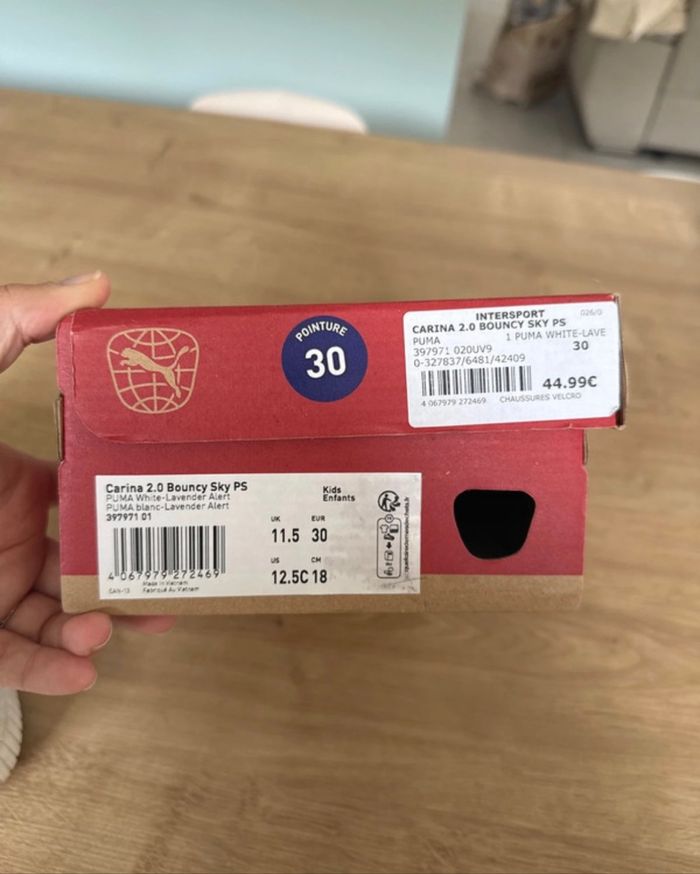 POINTURE
30
INTERSPORT
026/0
CARINA 2.0 BOUNCY SKY PS
PUMA 1 PUMA WHITE-LAVE
397971 020UV9 30
0-327837/6481/42409
44.99€
4 067979 272469 CHAUSSURES VELCRO
Carina 2.0 Bouncy Sky PS
PUMA White-Lavender Alert
PUMA blanc-Lavender Alert
397971 01
Kids
Enfants
UK EUR
11.5 30
US CM
12.5C 18
4 067979 272469
Made in Vietnam
Fabriqué Au Vietnam
CAN-13